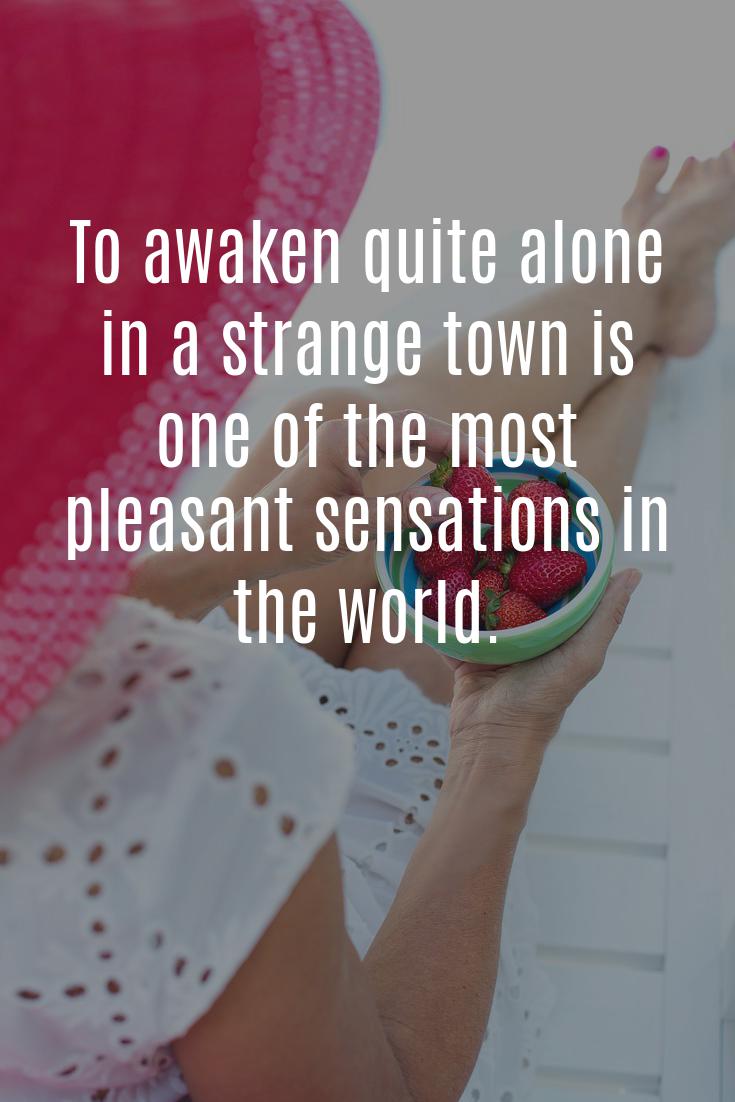 To awaken quite alone
in a strange town is
one of the most
pleasant sensations in
the world.